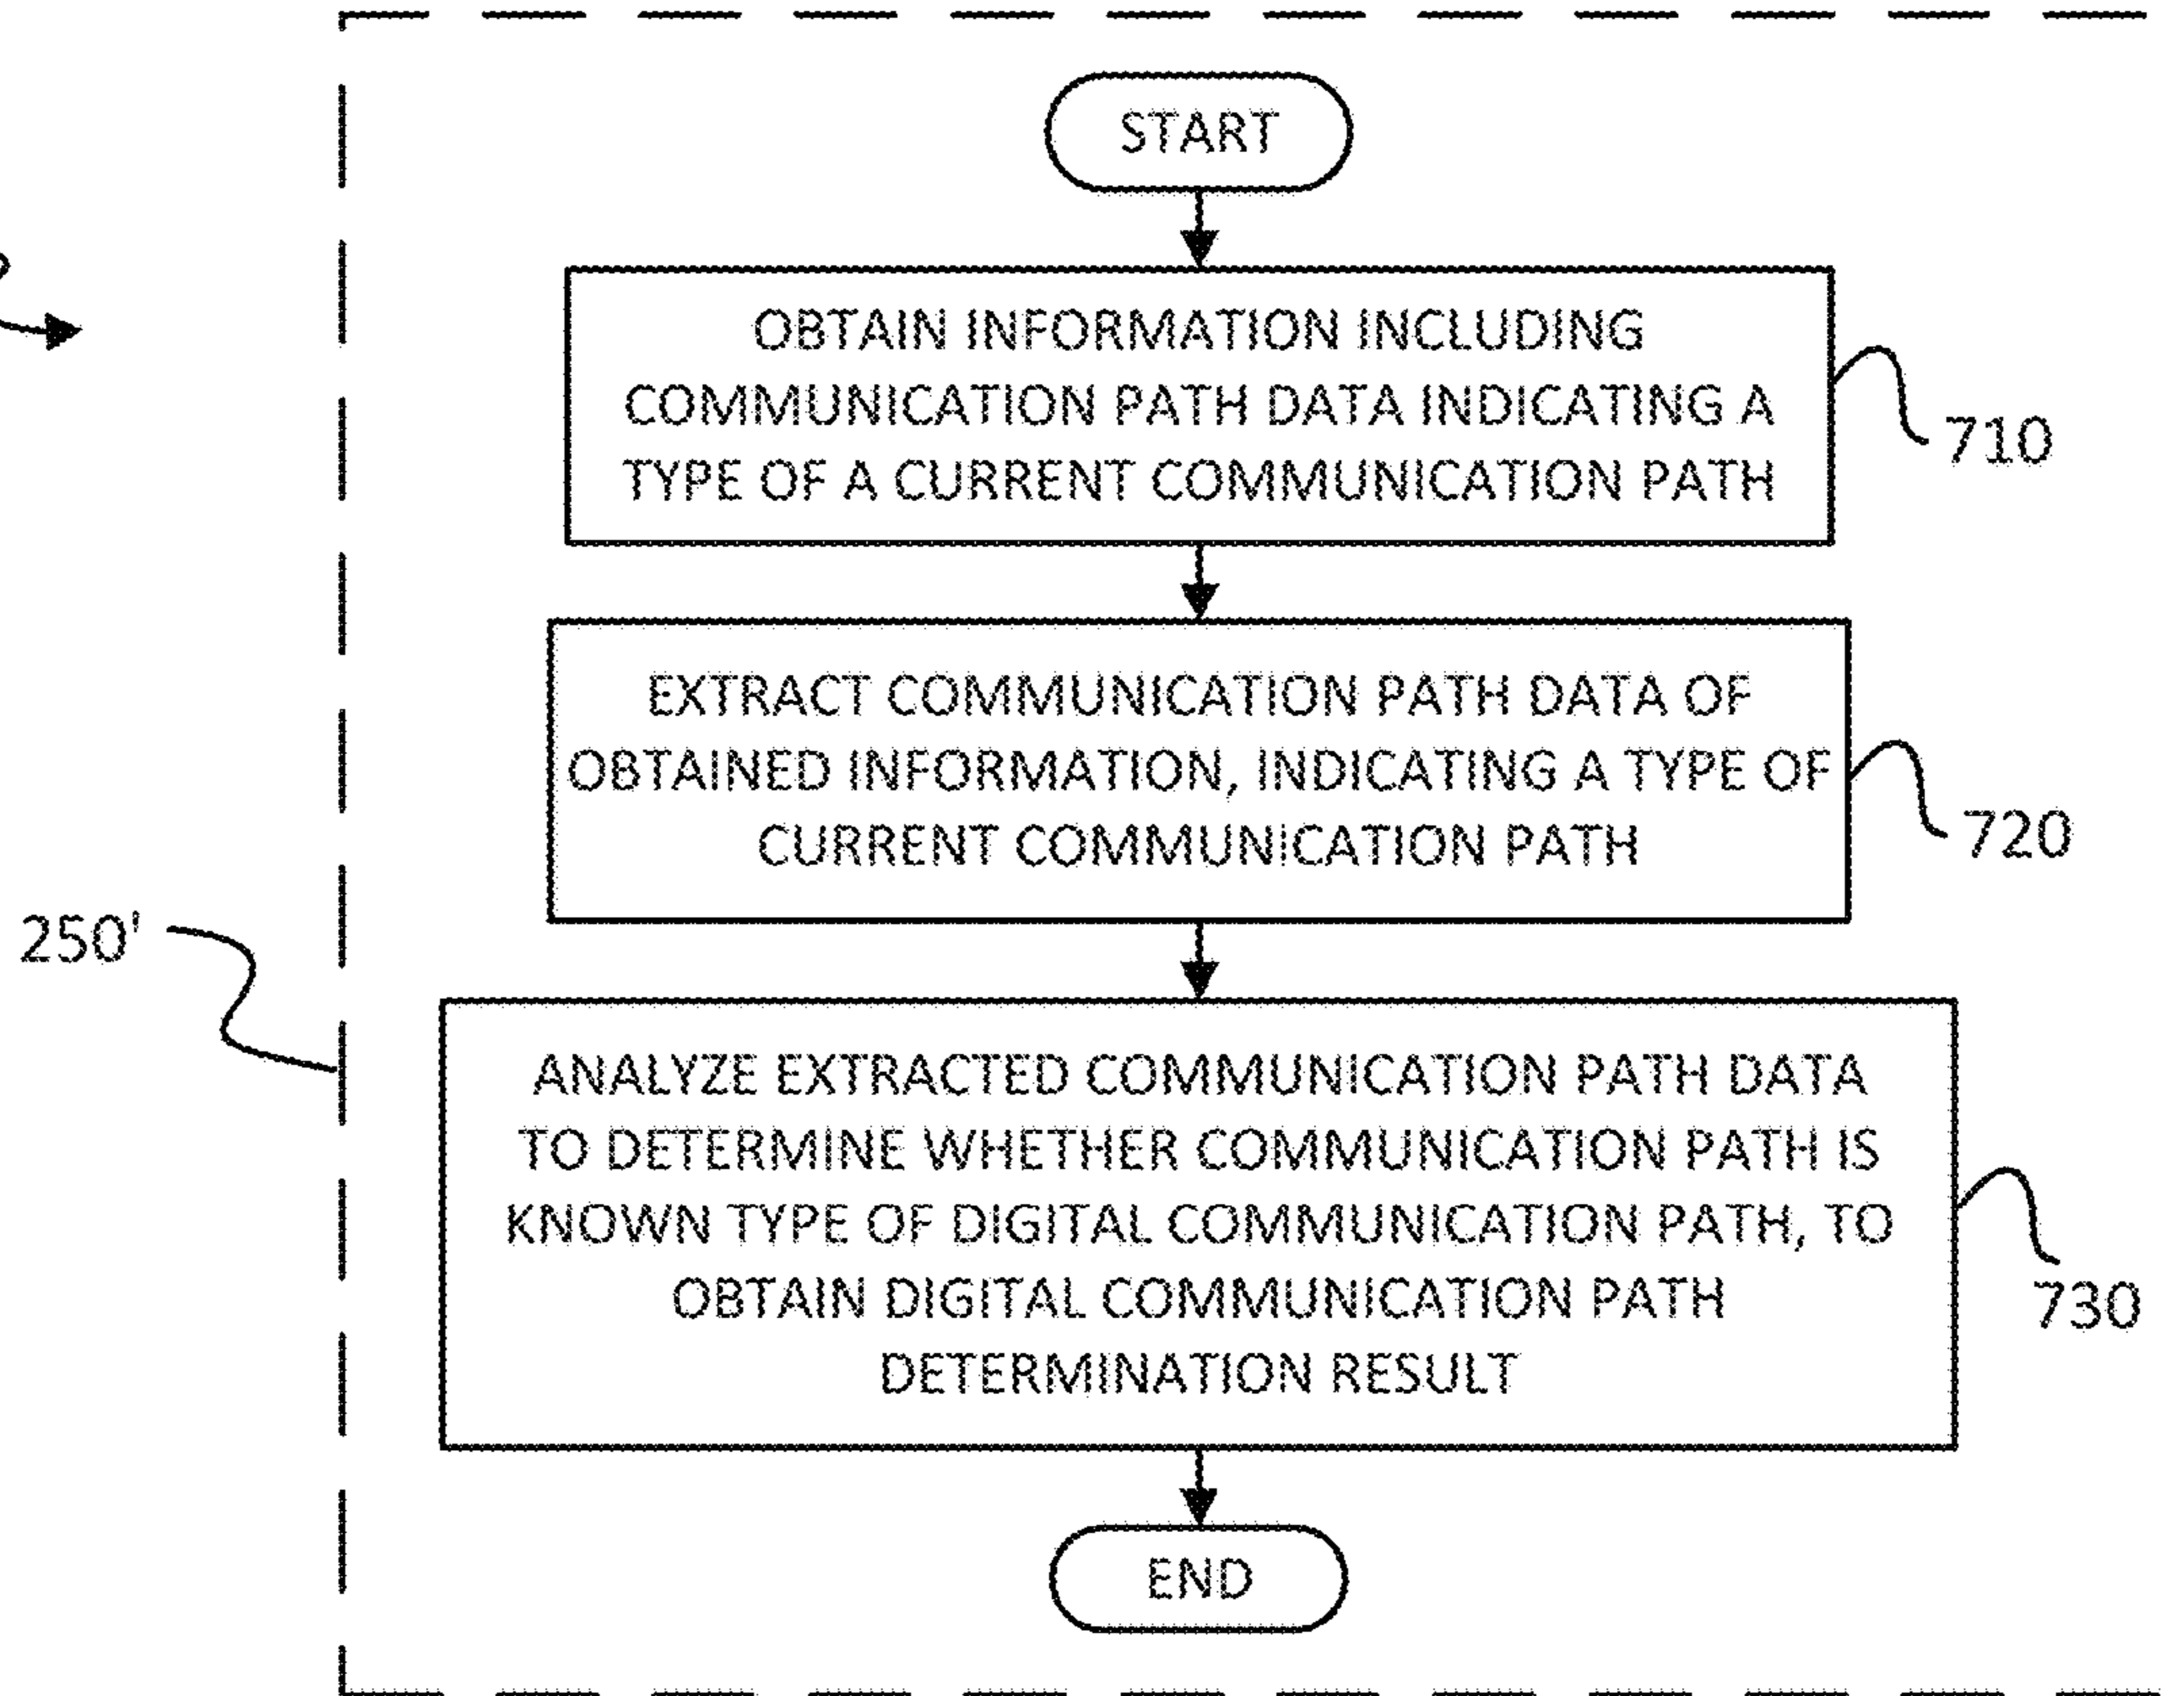 START
OBTAIN INFORMATION INCLUDING
COMMUNICATION PATH DATA INDICATING A
TYPE OF A CURRENT COMMUNICATION PATH
710
EXTRACT COMMUNICATION PATH DATA OF
OBTAINED INFORMATION, INDICATING A TYPE OF
CURRENT COMMUNICATION PATH
720
250'
ANALYZE EXTRACTED COMMUNICATION PATH DATA
TO DETERMINE WHETHER COMMUNICATION PATH IS
KNOWN TYPE OF DIGITAL COMMUNICATION PATH, TO
OBTAIN DIGITAL COMMUNICATION PATH
DETERMINATION RESULT
730
END